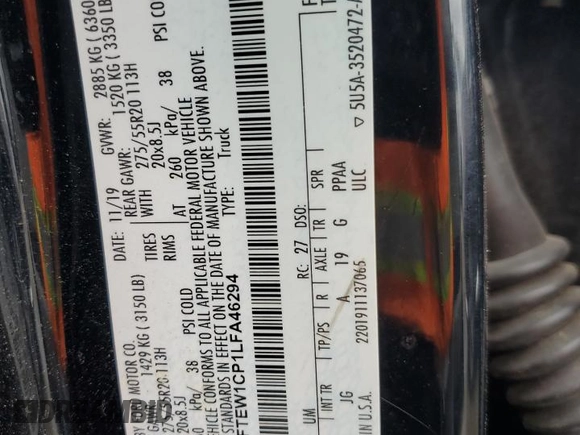 MOTOR CO.
DATE: 11/19 GVWR: 2885 KG ( 6360
1429 KG ( 3150 LB) REAR GAWR: 1520 KG ( 3350 LB
113H TIRES WITH 275/55R20 113H
20x8.5J RIMS 20x8.5J
38 PSI COLD AT 260 kPa/ 38 PSI CO
VEHICLE CONFORMS TO ALL APPLICABLE FEDERAL MOTOR VEHICLE
STANDARDS IN EFFECT ON THE DATE OF MANUFACTURE SHOWN ABOVE.
FTEW1CP1LFA46294 TYPE: Truck
UM RC: 27 DSO:
INT TR TP/PS R AXLE TR SPR
JG A 19 G PPAA
2201911137065 ULC
IN U.S.A. ▽ 5U5A-3520472-
DREAMBID